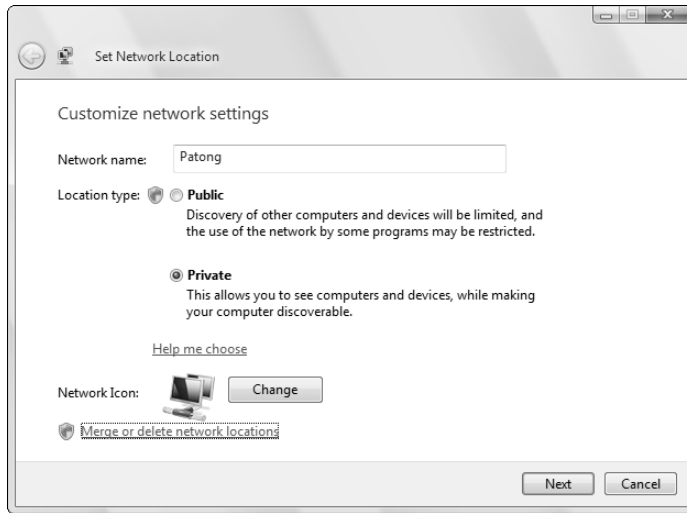 Set Network Location
Customize network settings
Network name: Patong
Location type: Public
Discovery of other computers and devices will be limited, and
the use of the network by some programs may be restricted.
Private
This allows you to see computers and devices, while making
your computer discoverable.
Help me choose
Network Icon: Change
Merge or delete network locations
Next Cancel